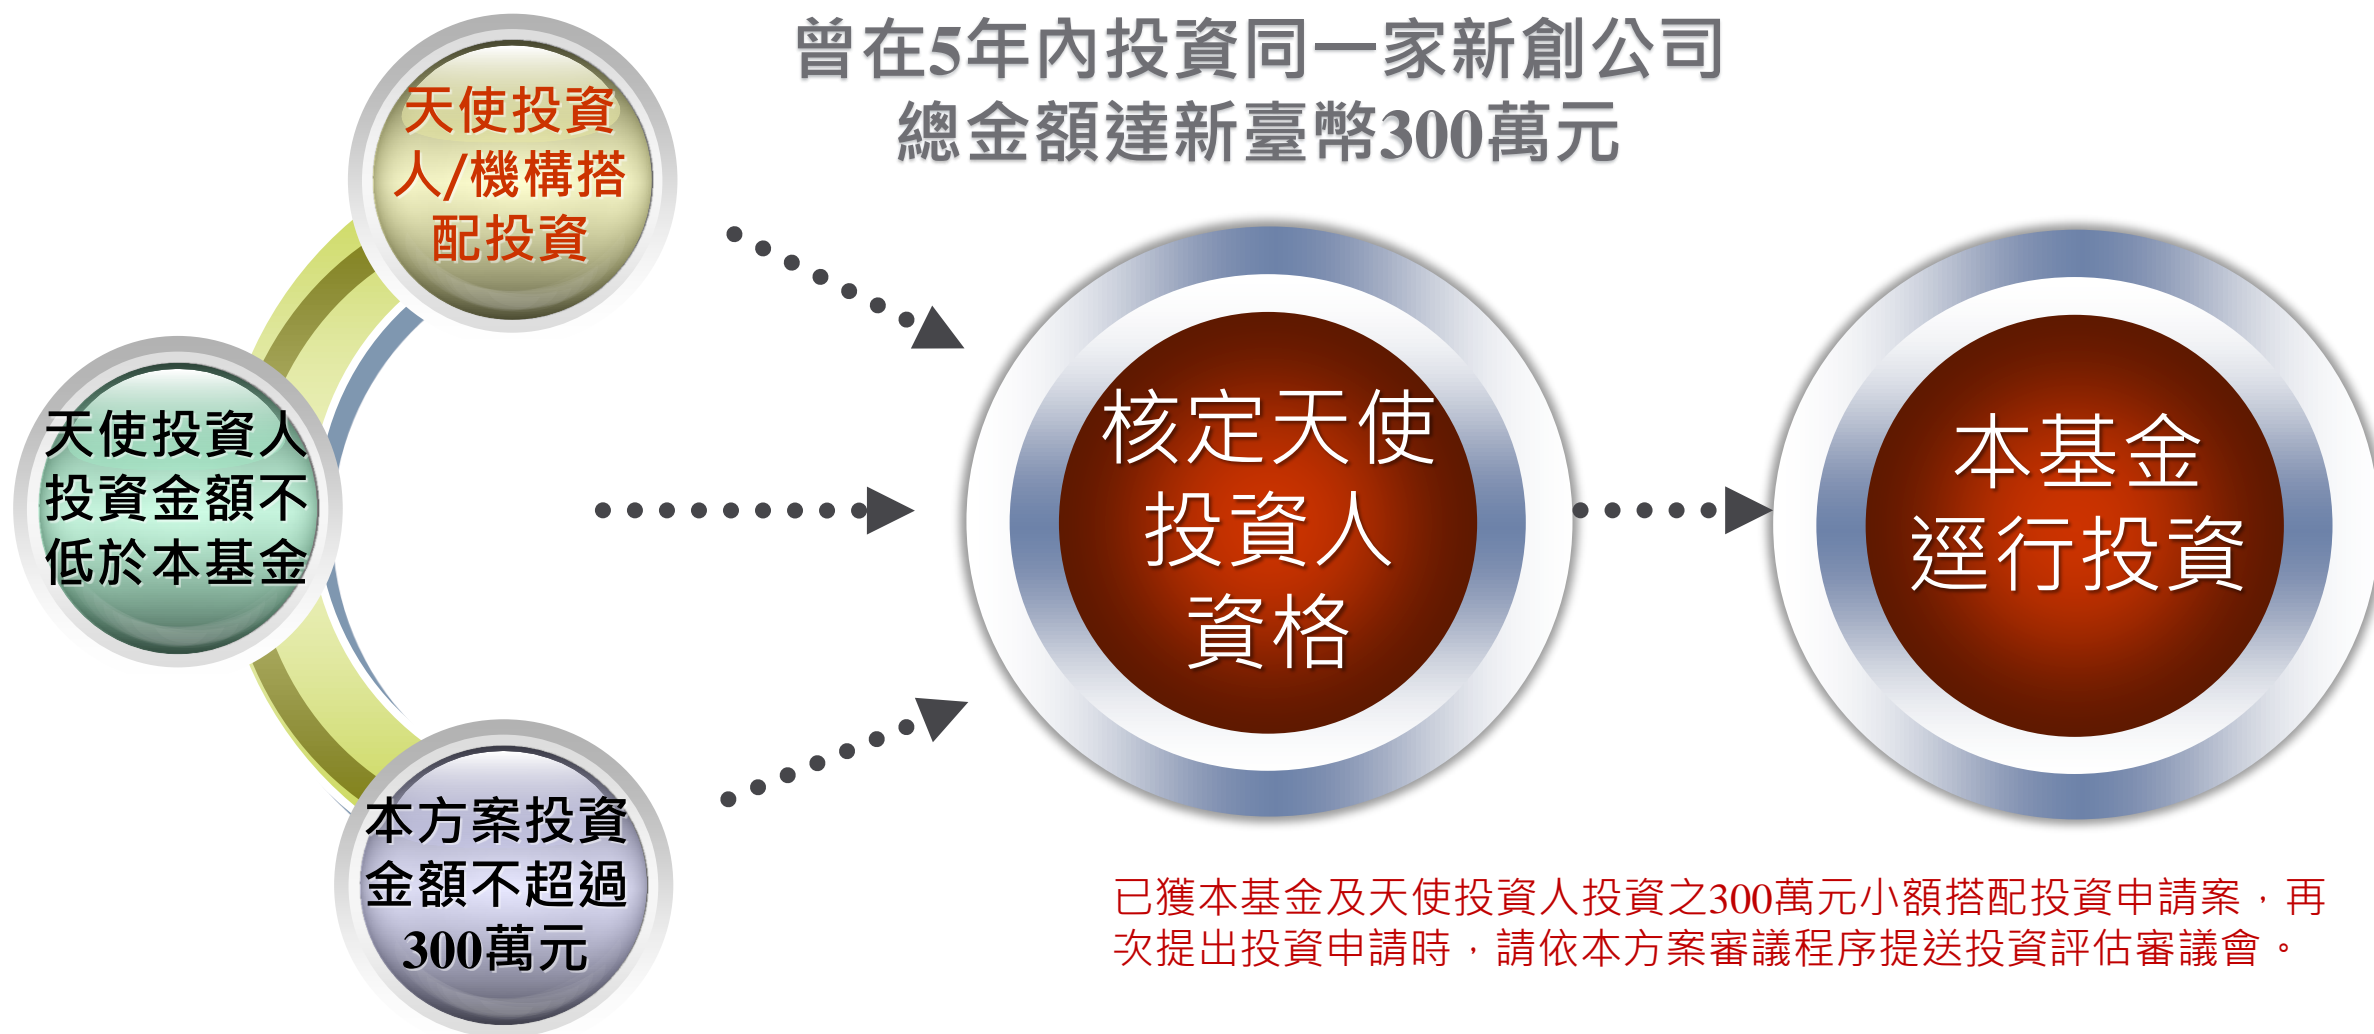 曾在5年內投資同一家新創公司
總金額達新臺幣300萬元
天使投資
人/機構搭
配投資
天使投資人
投資金額不
低於本基金
本方案投資
金額不超過
300萬元
核定天使
投資人
資格
本基金
逕行投資
已獲本基金及天使投資人投資之300萬元小額搭配投資申請案，再
次提出投資申請時，請依本方案審議程序提送投資評估審議會。